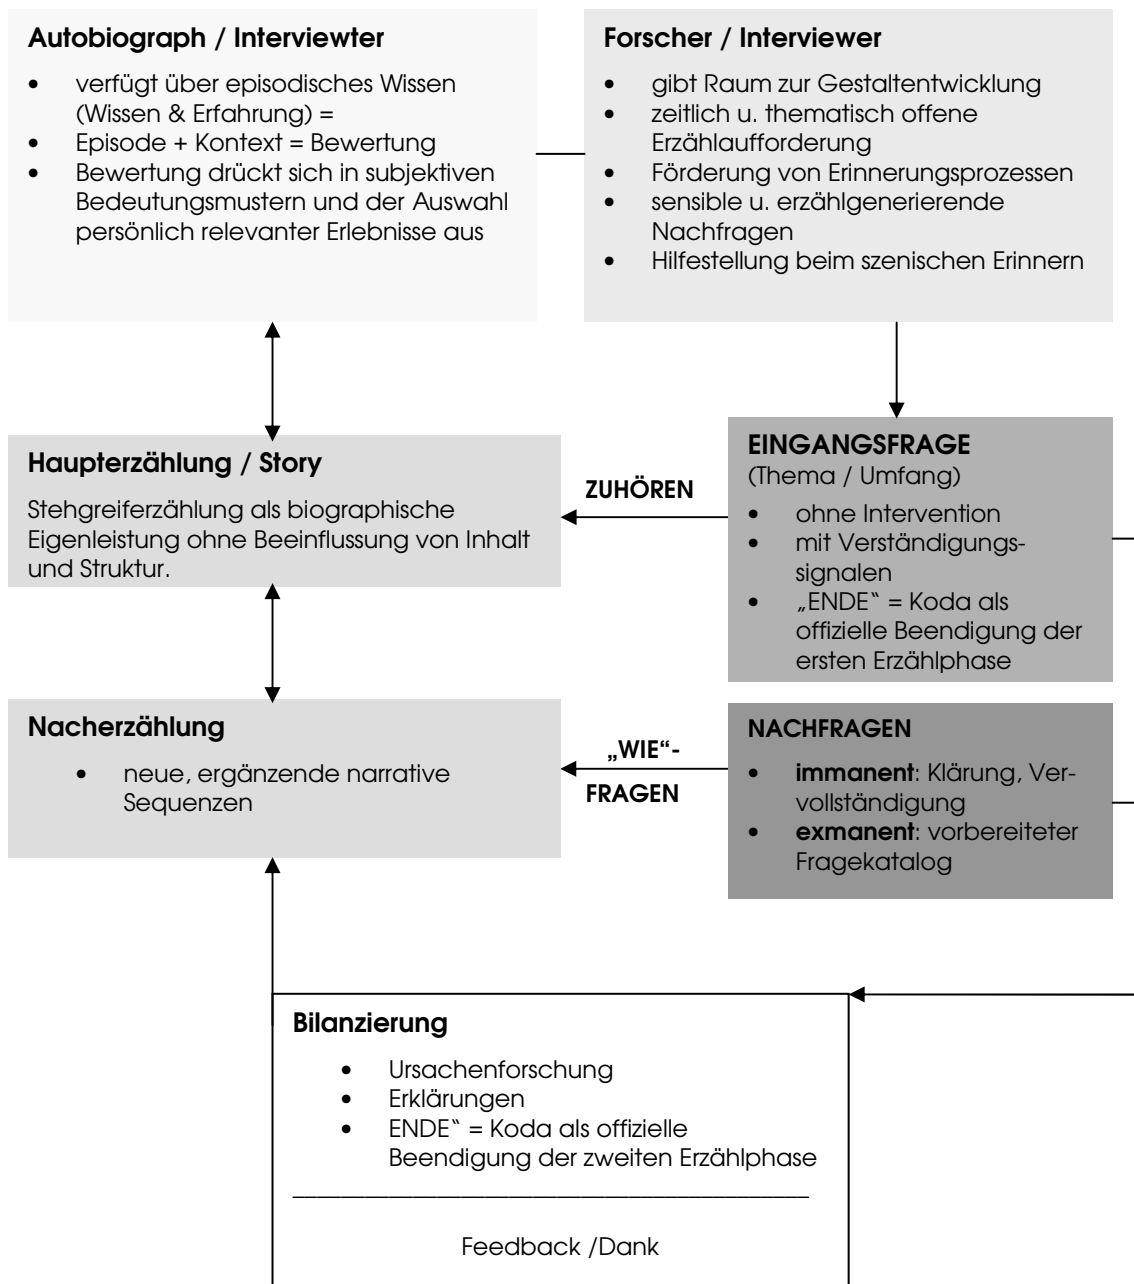 Autobiograph / Interviewter
• verfügt über episodisches Wissen
(Wissen & Erfahrung) =
• Episode + Kontext = Bewertung
• Bewertung drückt sich in subjektiven
Bedeutungsmustern und der Auswahl
persönlich relevanter Erlebnisse aus
Forscher / Interviewer
• gibt Raum zur Gestaltentwicklung
• zeitlich u. thematisch offene
Erzählaufforderung
• Förderung von Erinnerungsprozessen
• sensible u. erzählgenerierende
Nachfragen
• Hilfestellung beim szenischen Erinnern
Haupterzählung / Story
Stehgreiferzählung als biographische
Eigenleistung ohne Beeinflussung von Inhalt
und Struktur.
ZUHÖREN
EINGANGSFRAGE
(Thema / Umfang)
• ohne Intervention
• mit Verständigungs-
signalen
• „ENDE“ = Koda als
offizielle Beendigung der
ersten Erzählphase
Nacherzählung
• neue, ergänzende narrative
Sequenzen
„WIE“-
FRAGEN
NACHFRAGEN
• immanent: Klärung, Ver-
vollständigung
• exmanent: vorbereiteter
Fragekatalog
Bilanzierung
• Ursachenforschung
• Erklärungen
• ENDE“ = Koda als offizielle
Beendigung der zweiten Erzählphase
Feedback /Dank